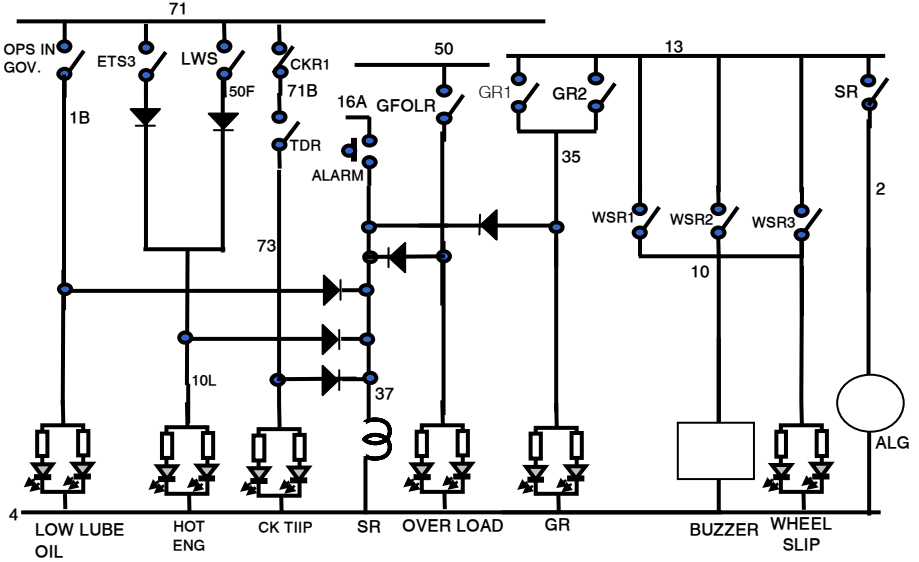 71
50
13
OPS IN
GOV.
ETS3
LWS
CKR1
50F
71B
16A
GFOLR
GR1
GR2
SR
1B
TDR
ALARM
35
2
WSR1
WSR2
WSR3
73
10
10L
37
ALG
4
LOW LUBE
OIL
HOT
ENG
CK TIIP
SR
OVER LOAD
GR
BUZZER
WHEEL
SLIP